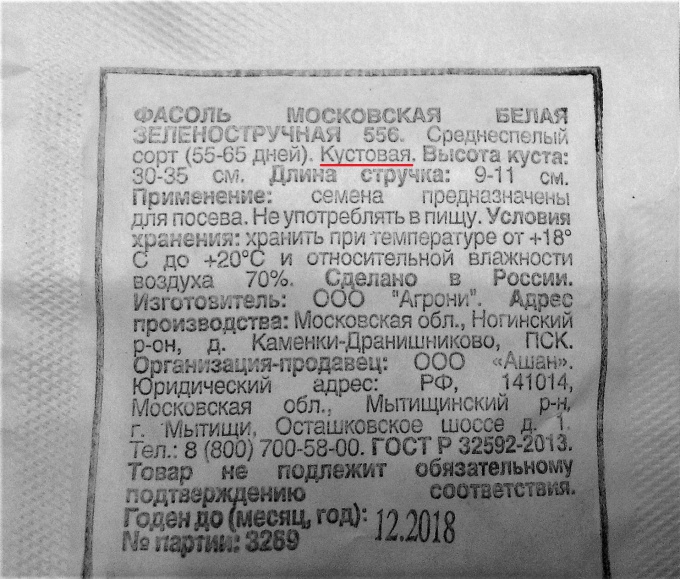 ФАСОЛЬ МОСКОВСКАЯ БЕЛАЯ
ЗЕЛЕНОСТРУЧНАЯ 556. Среднеспелый
сорт (55-65 дней). Кустовая. Высота куста:
30-35 см. Длина стручка: 9-11 см.
Применение: семена предназначены
для посева. Не употреблять в пищу. Условия
хранения: хранить при температуре от +18°
С до +20°С и относительной влажности
воздуха 70%. Сделано в России.
Изготовитель: ООО "Агрони". Адрес
производства: Московская обл., Ногинский
р-он, д. Каменки-Дранишниково, ПСК.
Организация-продавец: ООО «Ашан».
Юридический адрес: РФ, 141014,
Московская обл., Мытищинский р-н,
г. Мытищи, Осташковское шоссе д. 1.
Тел.: 8 (800) 700-58-00. ГОСТ Р 32592-2013.
Товар не подлежит обязательному
подтверждению соответствия.
Годен до (месяц, год): 12.2018
№ партии: 3269